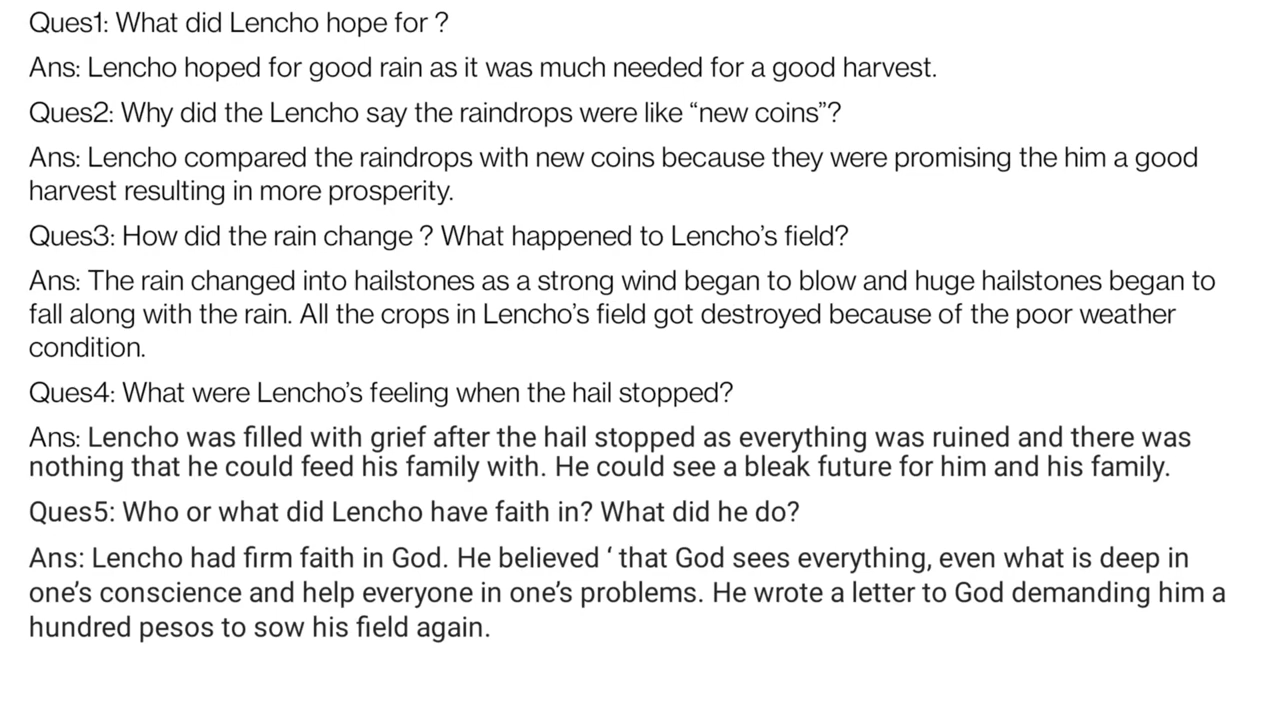 Ques1: What did Lencho hope for ?
Ans: Lencho hoped for good rain as it was much needed for a good harvest.
Ques2: Why did the Lencho say the raindrops were like “new coins”?
Ans: Lencho compared the raindrops with new coins because they were promising the him a good
harvest resulting in more prosperity.
Ques3: How did the rain change ? What happened to Lencho’s field?
Ans: The rain changed into hailstones as a strong wind began to blow and huge hailstones began to
fall along with the rain. All the crops in Lencho’s field got destroyed because of the poor weather
condition.
Ques4: What were Lencho’s feeling when the hail stopped?
Ans: Lencho was filled with grief after the hail stopped as everything was ruined and there was
nothing that he could feed his family with. He could see a bleak future for him and his family.
Ques5: Who or what did Lencho have faith in? What did he do?
Ans: Lencho had firm faith in God. He believed ‘ that God sees everything, even what is deep in
one’s conscience and help everyone in one’s problems. He wrote a letter to God demanding him a
hundred pesos to sow his field again.